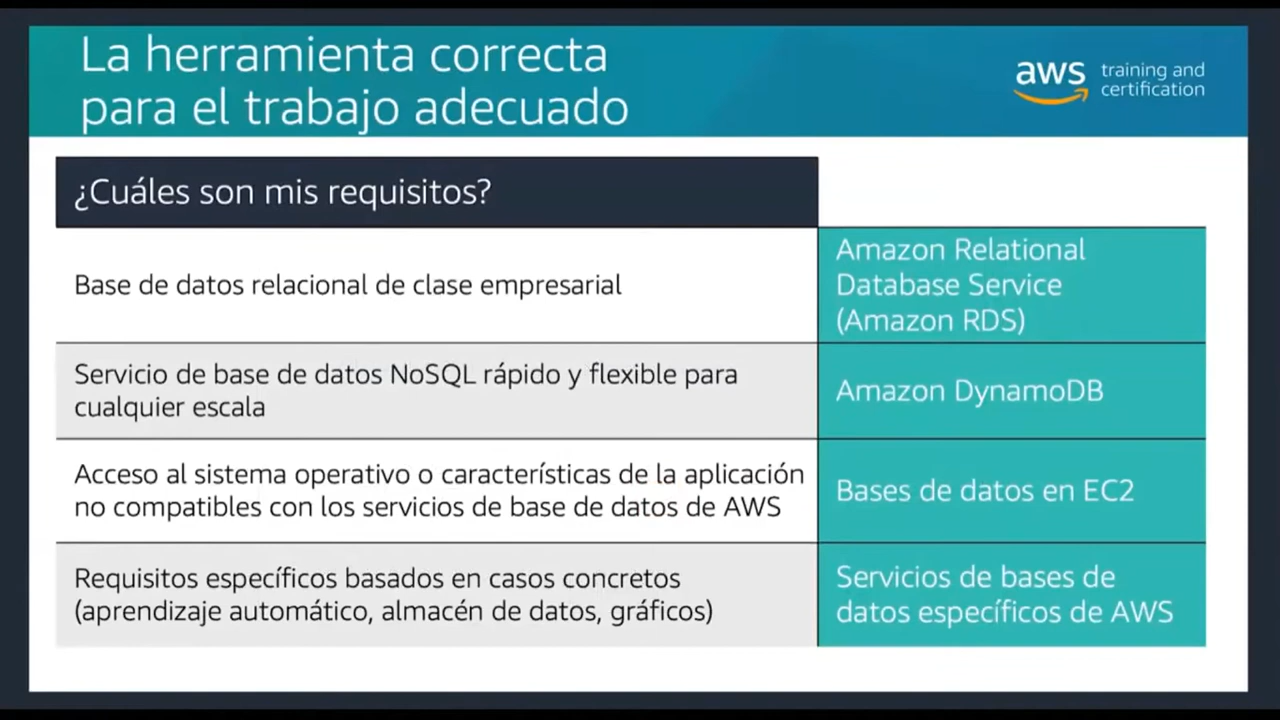 La herramienta correcta
para el trabajo adecuado
aws training and
certification
¿Cuáles son mis requisitos?
Base de datos relacional de clase empresarial
Amazon Relational
Database Service
(Amazon RDS)
Servicio de base de datos NoSQL rápido y flexible para
cualquier escala
Amazon DynamoDB
Acceso al sistema operativo o características de la aplicación
no compatibles con los servicios de base de datos de AWS
Bases de datos en EC2
Requisitos específicos basados en casos concretos
(aprendizaje automático, almacén de datos, gráficos)
Servicios de bases de
datos específicos de AWS